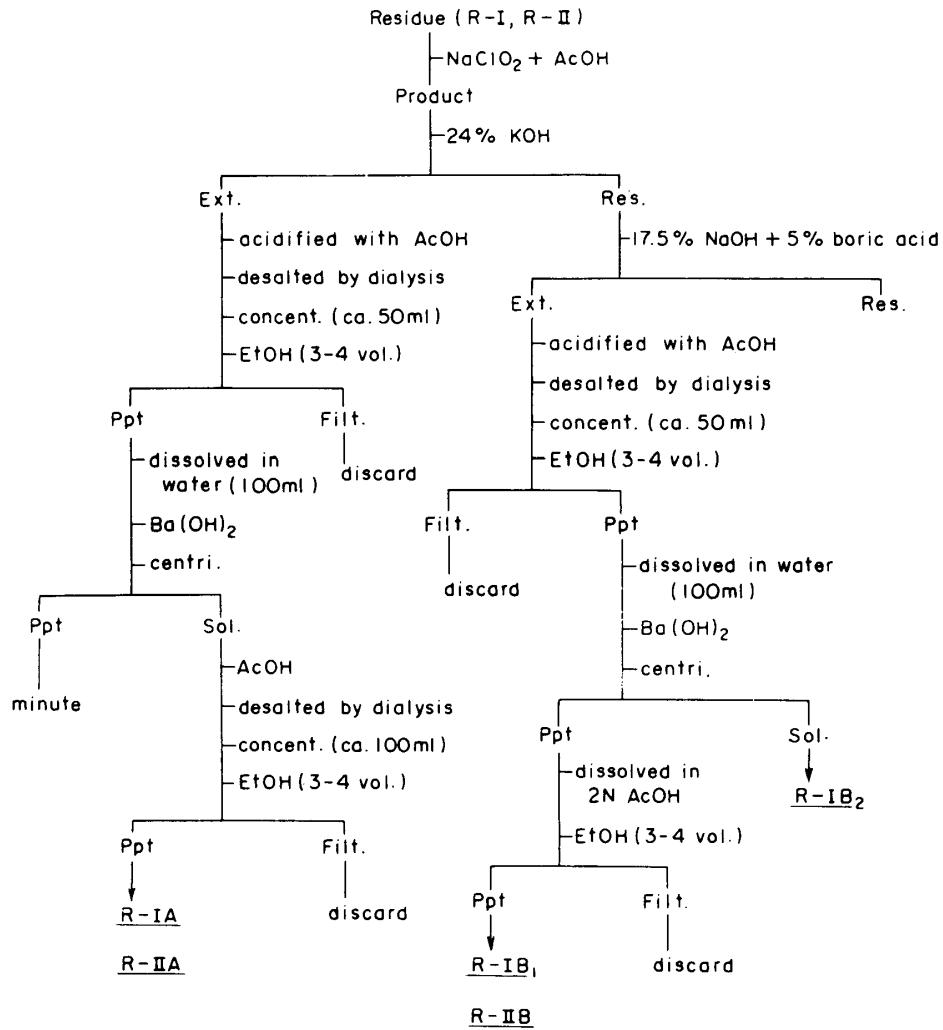 Residue (R-I, R-II)
NaClO₂ + AcOH
Product
24% KOH
Ext.
acidified with AcOH
desalted by dialysis
concent. (ca. 50ml)
EtOH (3-4 vol.)
Ppt
Filt.
dissolved in
water (100ml)
discard
Ba(OH)₂
centri.
Ppt
Sol.
minute
AcOH
desalted by dialysis
concent. (ca. 100ml)
EtOH (3-4 vol.)
Ppt
Filt.
R-IA
discard
R-IIA
Res.
17.5% NaOH + 5% boric acid
Ext.
Res.
acidified with AcOH
desalted by dialysis
concent. (ca. 50ml)
EtOH (3-4 vol.)
Filt.
Ppt
discard
dissolved in water
(100ml)
Ba(OH)₂
centri.
Ppt
Sol.
dissolved in
2N AcOH
R-IB₂
EtOH (3-4 vol.)
Ppt
Filt.
R-IB₁
discard
R-IIB